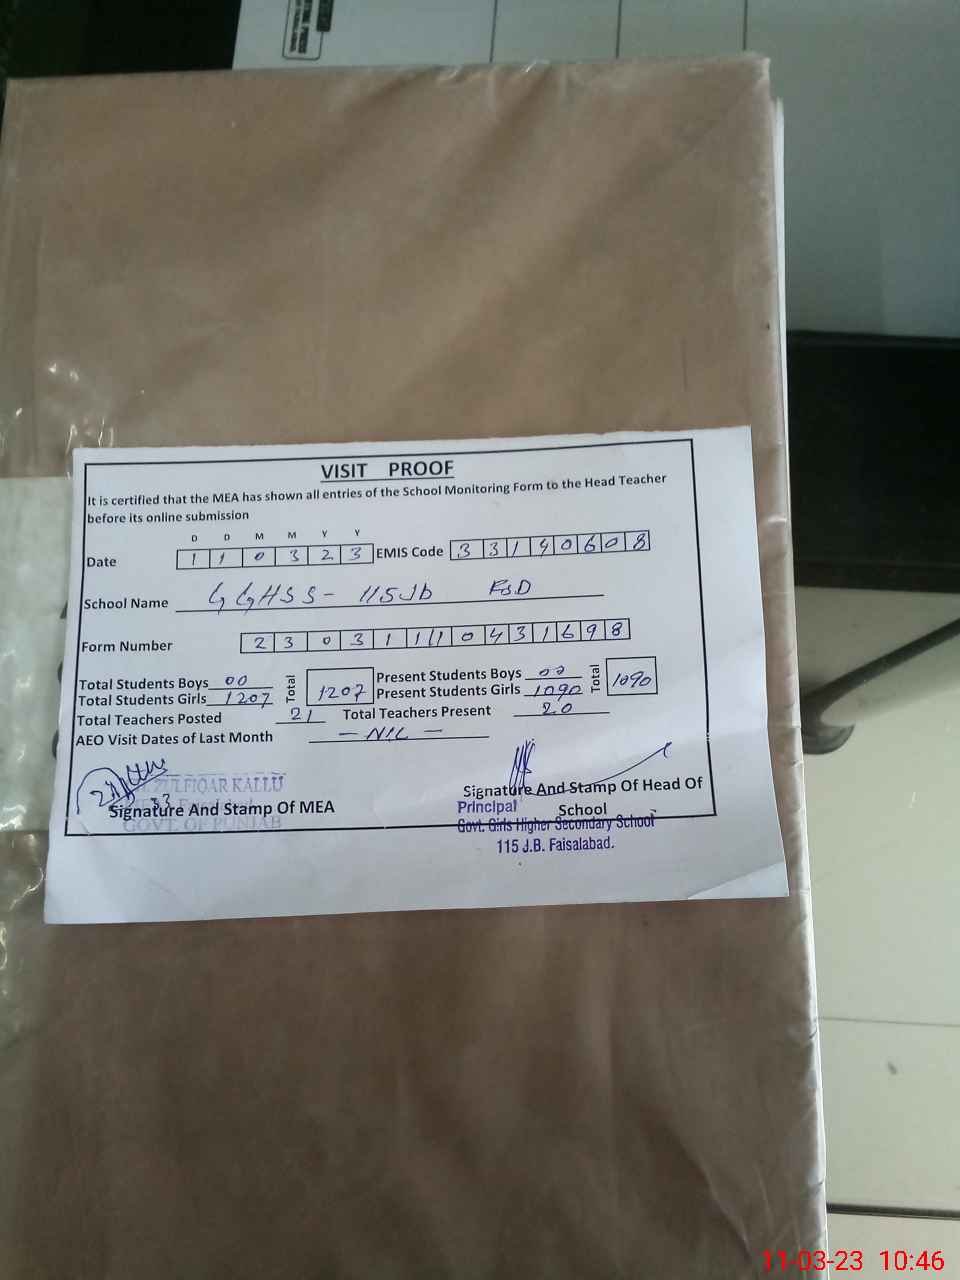 VISIT PROOF
It is certified that the MEA has shown all entries of the School Monitoring Form to the Head Teacher
before its online submission
D D M M Y Y
Date 1 1 0 3 2 3 EMIS Code 3 3 1 4 0 6 0 8
School Name GGHSS - 115Jb FSD
Form Number 2 3 0 3 1 1 1 0 4 3 1 6 9 8
Total Students Boys 00 Total 1207 Present Students Boys 00 Total 1090
Total Students Girls 1207 Present Students Girls 1090
Total Teachers Posted 21 Total Teachers Present 20
AEO Visit Dates of Last Month - NIL -
ZULFIQAR KALLU
Signature And Stamp Of MEA
GOVT. OF PUNJAB
Signature And Stamp Of Head Of
School
Principal
Govt. Girls Higher Secondary School
115 J.B. Faisalabad.
11-03-23 10:46